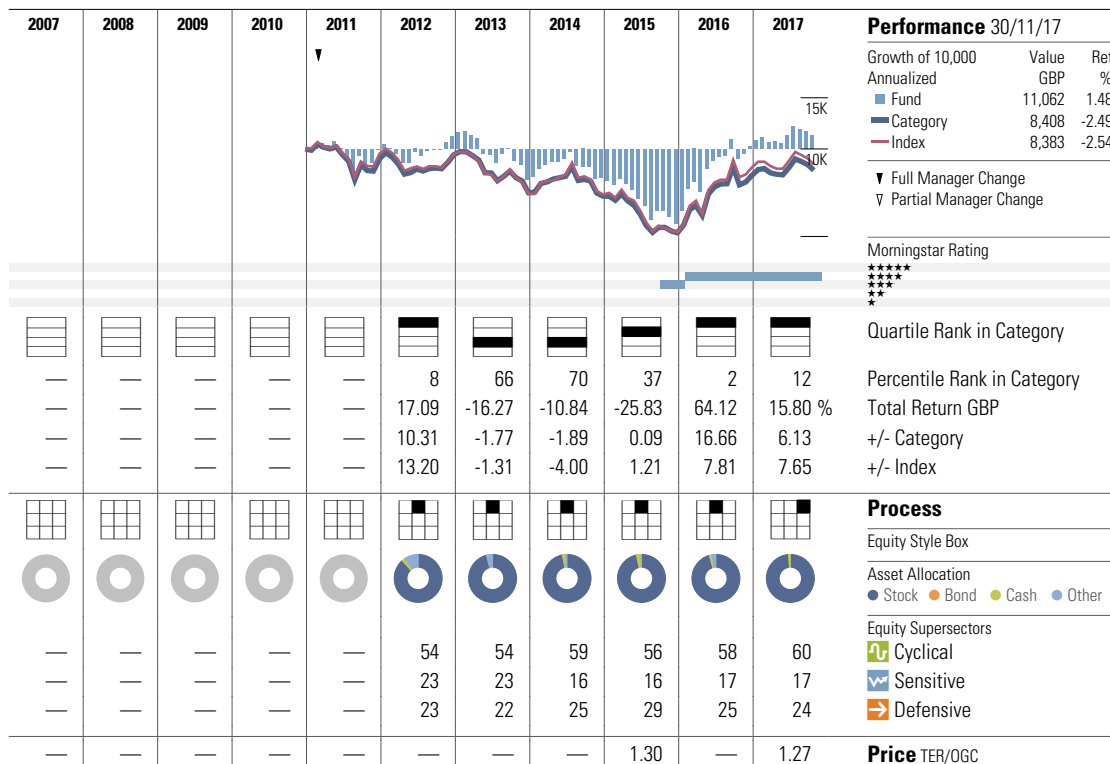 2007 2008 2009 2010 2011 2012 2013 2014 2015 2016 2017 Performance 30/11/17
Growth of 10,000 Value Ret
Annualized GBP %
Fund 11,062 1.48
Category 8,408 -2.49
Index 8,383 -2.54
15K
10K
Full Manager Change
Partial Manager Change
Morningstar Rating
★★★★★
★★★★
★★★
★★
★
Quartile Rank in Category
— — — — — 8 66 70 37 2 12 Percentile Rank in Category
— — — — — 17.09 -16.27 -10.84 -25.83 64.12 15.80 % Total Return GBP
— — — — — 10.31 -1.77 -1.89 0.09 16.66 6.13 +/- Category
— — — — — 13.20 -1.31 -4.00 1.21 7.81 7.65 +/- Index
Process
Equity Style Box
Asset Allocation
Stock Bond Cash Other
Equity Supersectors
— — — — — 54 54 59 56 58 60 Cyclical
— — — — — 23 23 16 16 17 17 Sensitive
— — — — — 23 22 25 29 25 24 Defensive
— — — — — — — — 1.30 — 1.27 Price TER/OGC